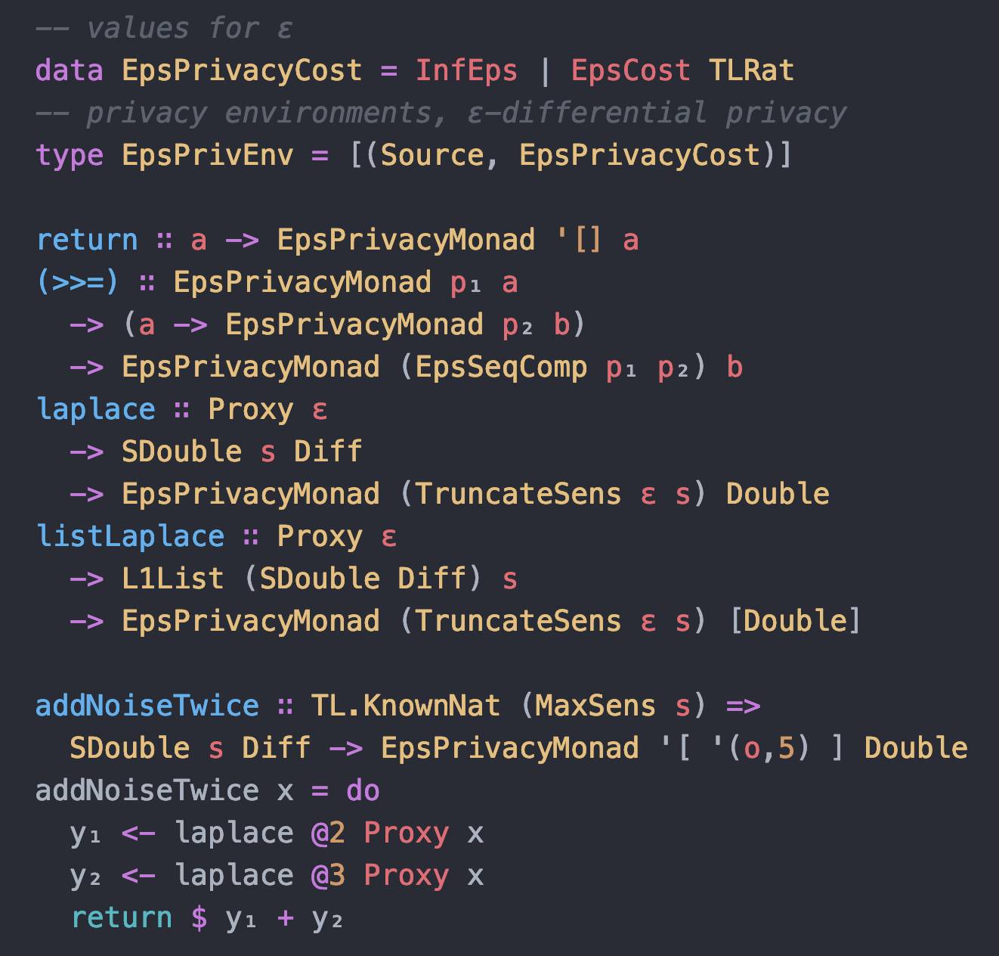 -- values for ε
data EpsPrivacyCost = InfEps | EpsCost TLRat
-- privacy environments, ε-differential privacy
type EpsPrivEnv = [(Source, EpsPrivacyCost)]
return :: a -> EpsPrivacyMonad '[] a
(>>=) :: EpsPrivacyMonad p₁ a
-> (a -> EpsPrivacyMonad p₂ b)
-> EpsPrivacyMonad (EpsSeqComp p₁ p₂) b
laplace :: Proxy ε
-> SDouble s Diff
-> EpsPrivacyMonad (TruncateSens ε s) Double
listLaplace :: Proxy ε
-> L1List (SDouble Diff) s
-> EpsPrivacyMonad (TruncateSens ε s) [Double]
addNoiseTwice :: TL.KnownNat (MaxSens s) =>
SDouble s Diff -> EpsPrivacyMonad '[ '(o,5) ] Double
addNoiseTwice x = do
y₁ <- laplace @2 Proxy x
y₂ <- laplace @3 Proxy x
return $ y₁ + y₂